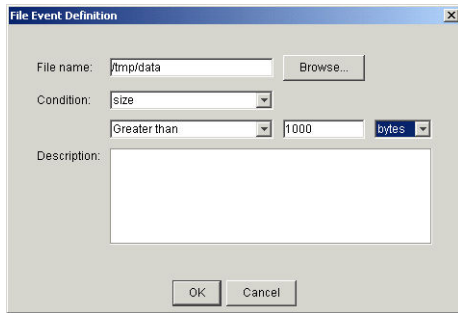 File Event Definition
File name: /tmp/data Browse...
Condition: size
Greater than 1000 bytes
Description:
OK Cancel